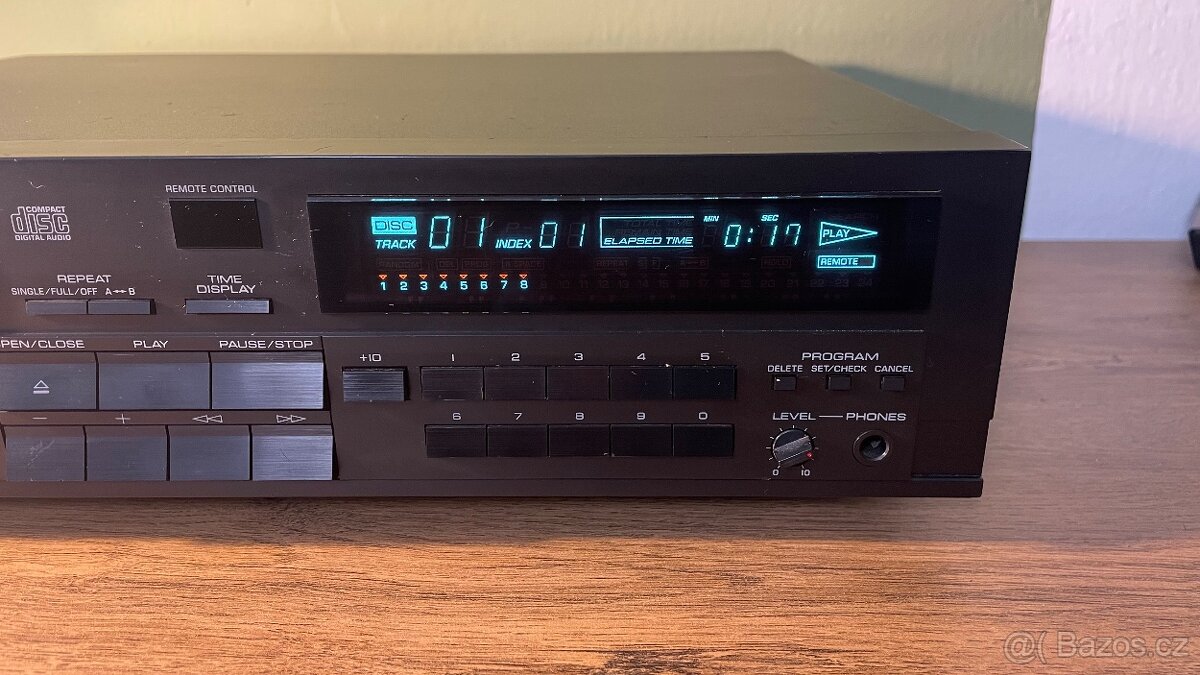 REMOTE CONTROL
COMPACT
disc
DIGITAL AUDIO
DISC
TRACK 01 INDEX 01 ELAPSED TIME MIN SEC 0:17 PLAY
REMOTE
1 2 3 4 5 6 7 8
REPEAT
SINGLE/FULL/OFF A↔B
TIME
DISPLAY
PEN/CLOSE PLAY PAUSE/STOP
− +
+10 1 2 3 4 5
6 7 8 9 0
PROGRAM
DELETE SET/CHECK CANCEL
LEVEL PHONES
0 10
@( Bazos.cz